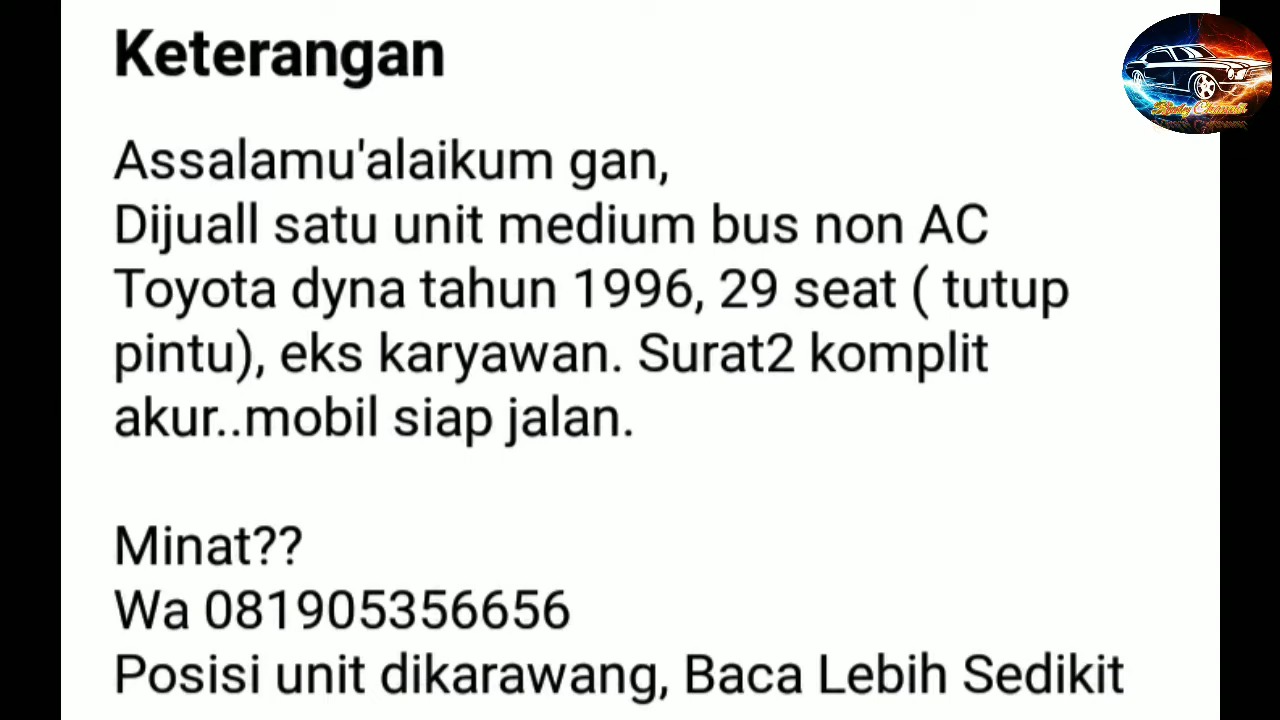 Keterangan
Assalamu'alaikum gan,
Dijuall satu unit medium bus non AC
Toyota dyna tahun 1996, 29 seat ( tutup
pintu), eks karyawan. Surat2 komplit
akur..mobil siap jalan.
Minat??
Wa 081905356656
Posisi unit dikarawang, Baca Lebih Sedikit